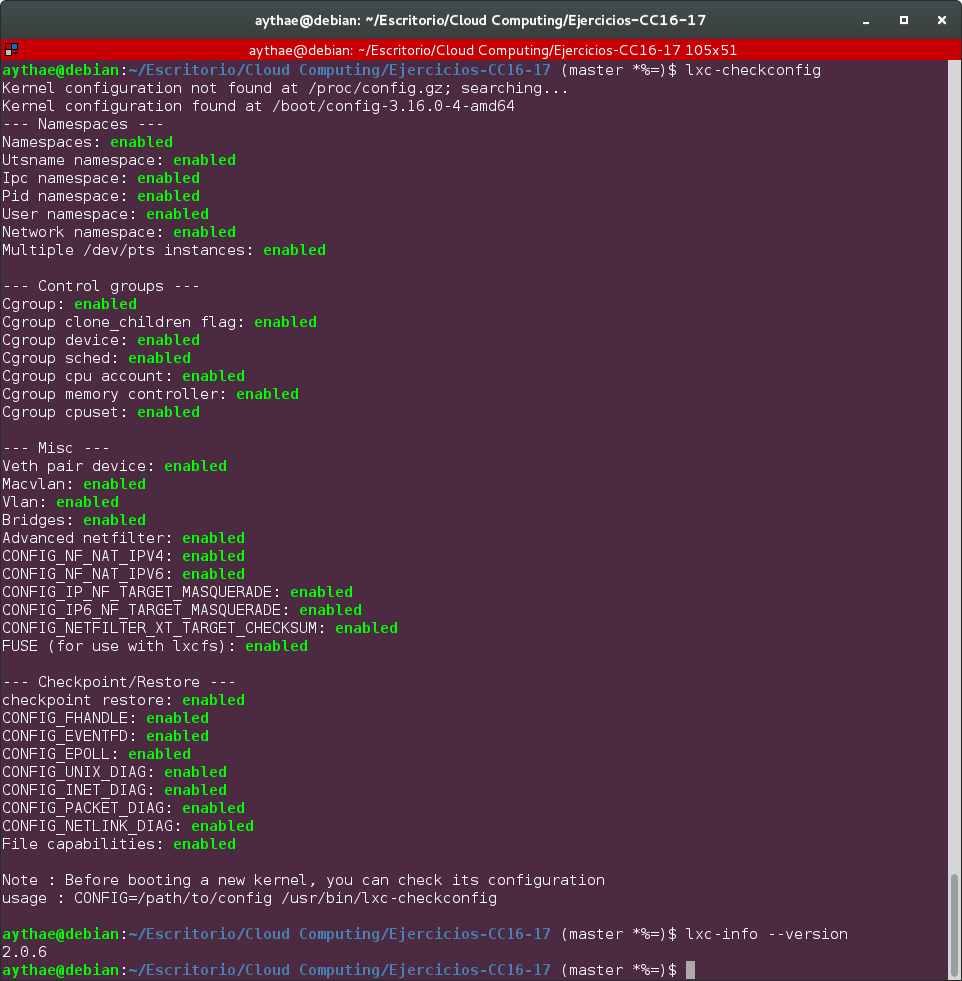 aythae@debian: ~/Escritorio/Cloud Computing/Ejercicios-CC16-17
aythae@debian: ~/Escritorio/Cloud Computing/Ejercicios-CC16-17 105x51
aythae@debian:~/Escritorio/Cloud Computing/Ejercicios-CC16-17 (master *%=)$ lxc-checkconfig
Kernel configuration not found at /proc/config.gz; searching...
Kernel configuration found at /boot/config-3.16.0-4-amd64
--- Namespaces ---
Namespaces: enabled
Utsname namespace: enabled
Ipc namespace: enabled
Pid namespace: enabled
User namespace: enabled
Network namespace: enabled
Multiple /dev/pts instances: enabled

--- Control groups ---
Cgroup: enabled
Cgroup clone_children flag: enabled
Cgroup device: enabled
Cgroup sched: enabled
Cgroup cpu account: enabled
Cgroup memory controller: enabled
Cgroup cpuset: enabled

--- Misc ---
Veth pair device: enabled
Macvlan: enabled
Vlan: enabled
Bridges: enabled
Advanced netfilter: enabled
CONFIG_NF_NAT_IPV4: enabled
CONFIG_NF_NAT_IPV6: enabled
CONFIG_IP_NF_TARGET_MASQUERADE: enabled
CONFIG_IP6_NF_TARGET_MASQUERADE: enabled
CONFIG_NETFILTER_XT_TARGET_CHECKSUM: enabled
FUSE (for use with lxcfs): enabled

--- Checkpoint/Restore ---
checkpoint restore: enabled
CONFIG_FHANDLE: enabled
CONFIG_EVENTFD: enabled
CONFIG_EPOLL: enabled
CONFIG_UNIX_DIAG: enabled
CONFIG_INET_DIAG: enabled
CONFIG_PACKET_DIAG: enabled
CONFIG_NETLINK_DIAG: enabled
File capabilities: enabled

Note : Before booting a new kernel, you can check its configuration
usage : CONFIG=/path/to/config /usr/bin/lxc-checkconfig

aythae@debian:~/Escritorio/Cloud Computing/Ejercicios-CC16-17 (master *%=)$ lxc-info --version
2.0.6
aythae@debian:~/Escritorio/Cloud Computing/Ejercicios-CC16-17 (master *%=)$